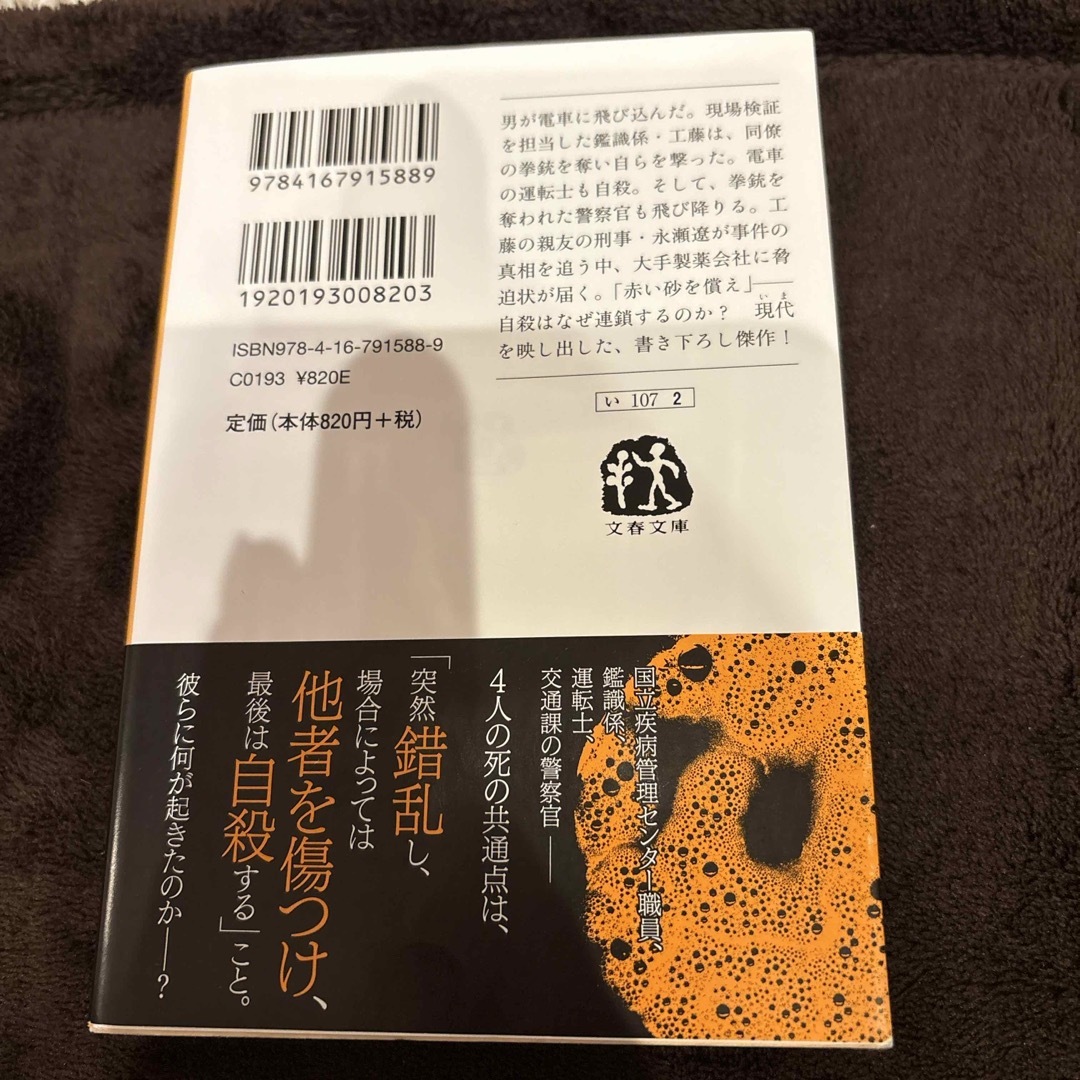 9784167915889
1920193008203
ISBN978-4-16-791588-9
C0193 ¥820E
定価(本体820円+税)
男が電車に飛び込んだ。現場検証
を担当した鑑識係・工藤は、同僚
の拳銃を奪い自らを撃った。電車
の運転士も自殺。そして、拳銃を
奪われた警察官も飛び降りる。工
藤の親友の刑事・永瀬遼が事件の
真相を追う中、大手製薬会社に脅
迫状が届く。「赤い砂を償え」――
いま
自殺はなぜ連鎖するのか? 現代
を映し出した、書き下ろし傑作!
い 107 2
文春文庫
国立疾病管理センター職員、
鑑識係、
運転士、
交通課の警察官――
4人の死の共通点は、
「突然錯乱し、
場合によっては
他者を傷つけ、
最後は自殺する」こと。
彼らに何が起きたのか――?